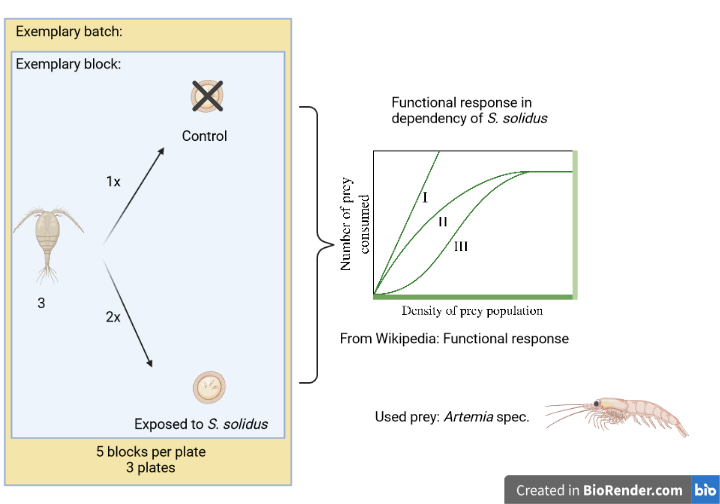 Exemplary batch:
Exemplary block:
Control
1x
3
2x
Exposed to S. solidus
5 blocks per plate
3 plates
Functional response in
dependency of S. solidus
Number of prey
consumed
I
II
III
Density of prey population
From Wikipedia: Functional response
Used prey: Artemia spec.
Created in BioRender.com bio